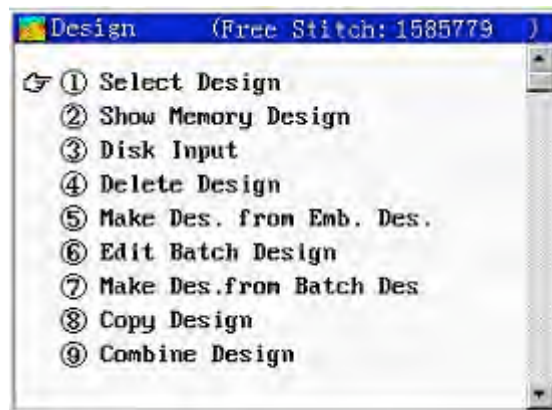 Design (Free Stitch: 1585779 )
① Select Design
② Show Memory Design
③ Disk Input
④ Delete Design
⑤ Make Des. from Emb. Des.
⑥ Edit Batch Design
⑦ Make Des.from Batch Des
⑧ Copy Design
⑨ Combine Design